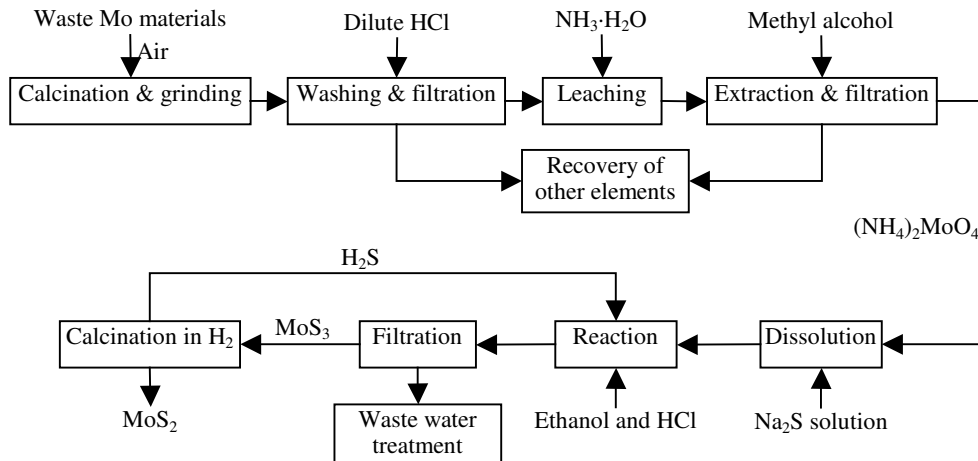 Waste Mo materials
Air
Dilute HCl
NH₃·H₂O
Methyl alcohol
Calcination & grinding
Washing & filtration
Leaching
Extraction & filtration
Recovery of
other elements
(NH₄)₂MoO₄
H₂S
Calcination in H₂
MoS₃
Filtration
Reaction
Dissolution
MoS₂
Waste water
treatment
Ethanol and HCl
Na₂S solution